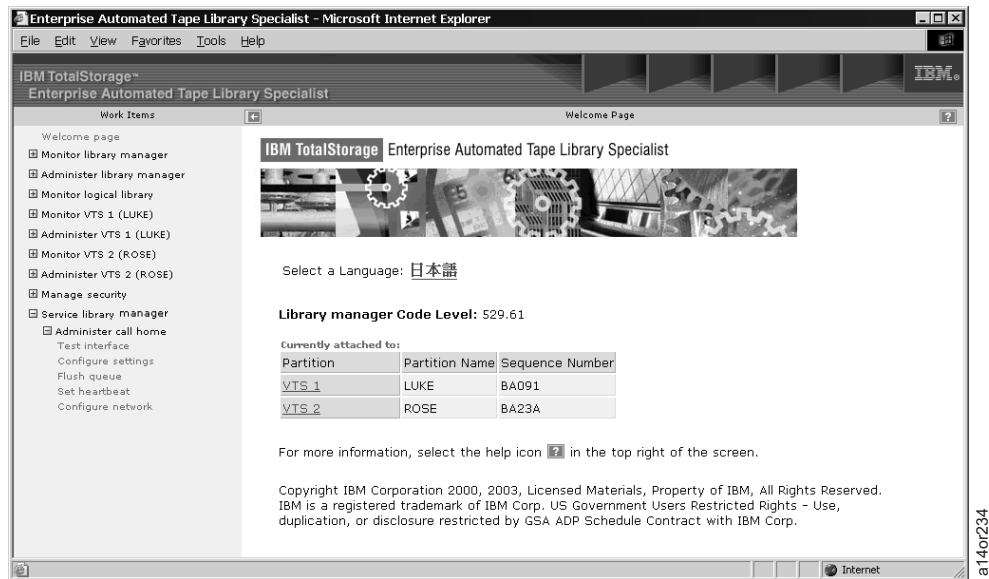 Enterprise Automated Tape Library Specialist - Microsoft Internet Explorer
File Edit View Favorites Tools Help
IBM TotalStorage™
Enterprise Automated Tape Library Specialist
IBM®
Work Items
Welcome Page
?
Welcome page
Monitor library manager
Administer library manager
Monitor logical library
Monitor VTS 1 (LUKE)
Administer VTS 1 (LUKE)
Monitor VTS 2 (ROSE)
Administer VTS 2 (ROSE)
Manage security
Service library manager
Administer call home
Test interface
Configure settings
Flush queue
Set heartbeat
Configure network
IBM TotalStorage Enterprise Automated Tape Library Specialist
Select a Language: 日本語
Library manager Code Level: 529.61
Currently attached to:
Partition Partition Name Sequence Number
VTS 1 LUKE BA091
VTS 2 ROSE BA23A
For more information, select the help icon ? in the top right of the screen.
Copyright IBM Corporation 2000, 2003, Licensed Materials, Property of IBM, All Rights Reserved.
IBM is a registered trademark of IBM Corp. US Government Users Restricted Rights - Use,
duplication, or disclosure restricted by GSA ADP Schedule Contract with IBM Corp.
Internet
a14or234